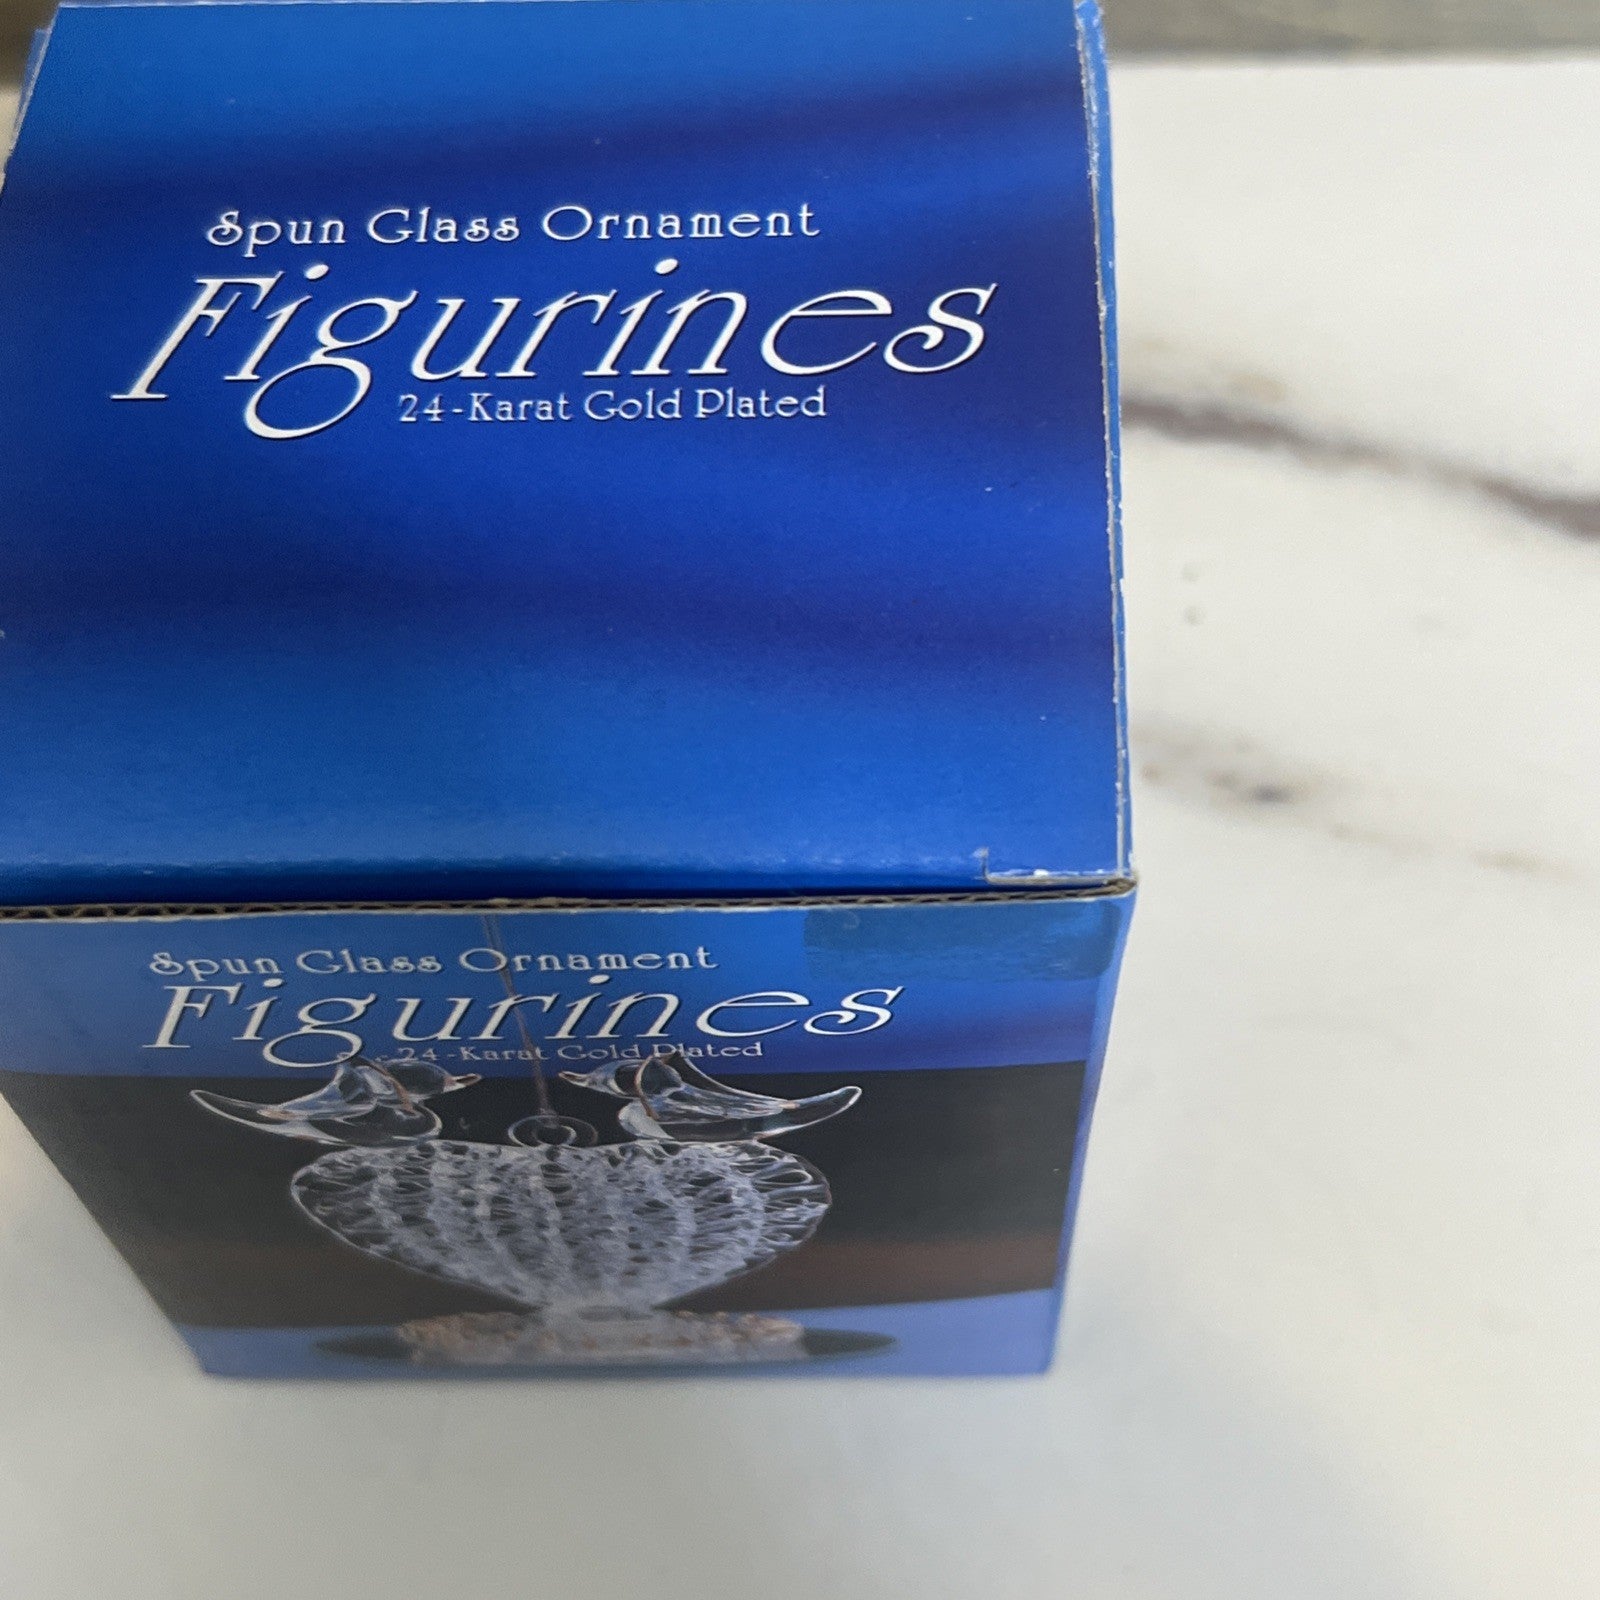 Spun Glass Ornament
Figurines
24-Karat Gold Plated
Spun Glass Ornament
Figurines
24-Karat Gold Plated